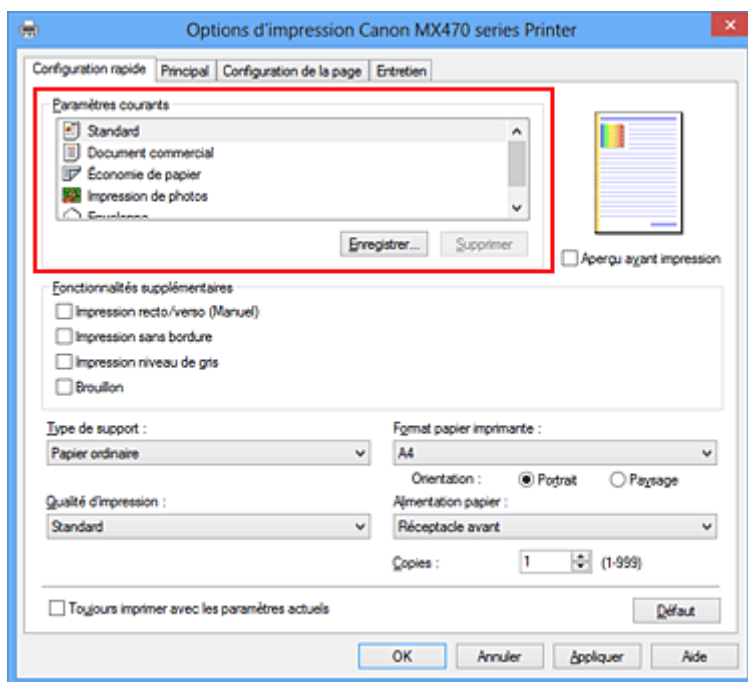 Options d'impression Canon MX470 series Printer
Configuration rapide Principal Configuration de la page Entretien
Paramètres courants
Standard
Document commercial
Économie de papier
Impression de photos
Enveloppe
Enregistrer... Supprimer
Aperçu avant impression
Fonctionnalités supplémentaires
Impression recto/verso (Manuel)
Impression sans bordure
Impression niveau de gris
Brouillon
Type de support : Format papier imprimante :
Papier ordinaire A4
Orientation : Portrait Paysage
Qualité d'impression : Alimentation papier :
Standard Réceptacle avant
Copies : 1 (1-999)
Toujours imprimer avec les paramètres actuels Défaut
OK Annuler Appliquer Aide